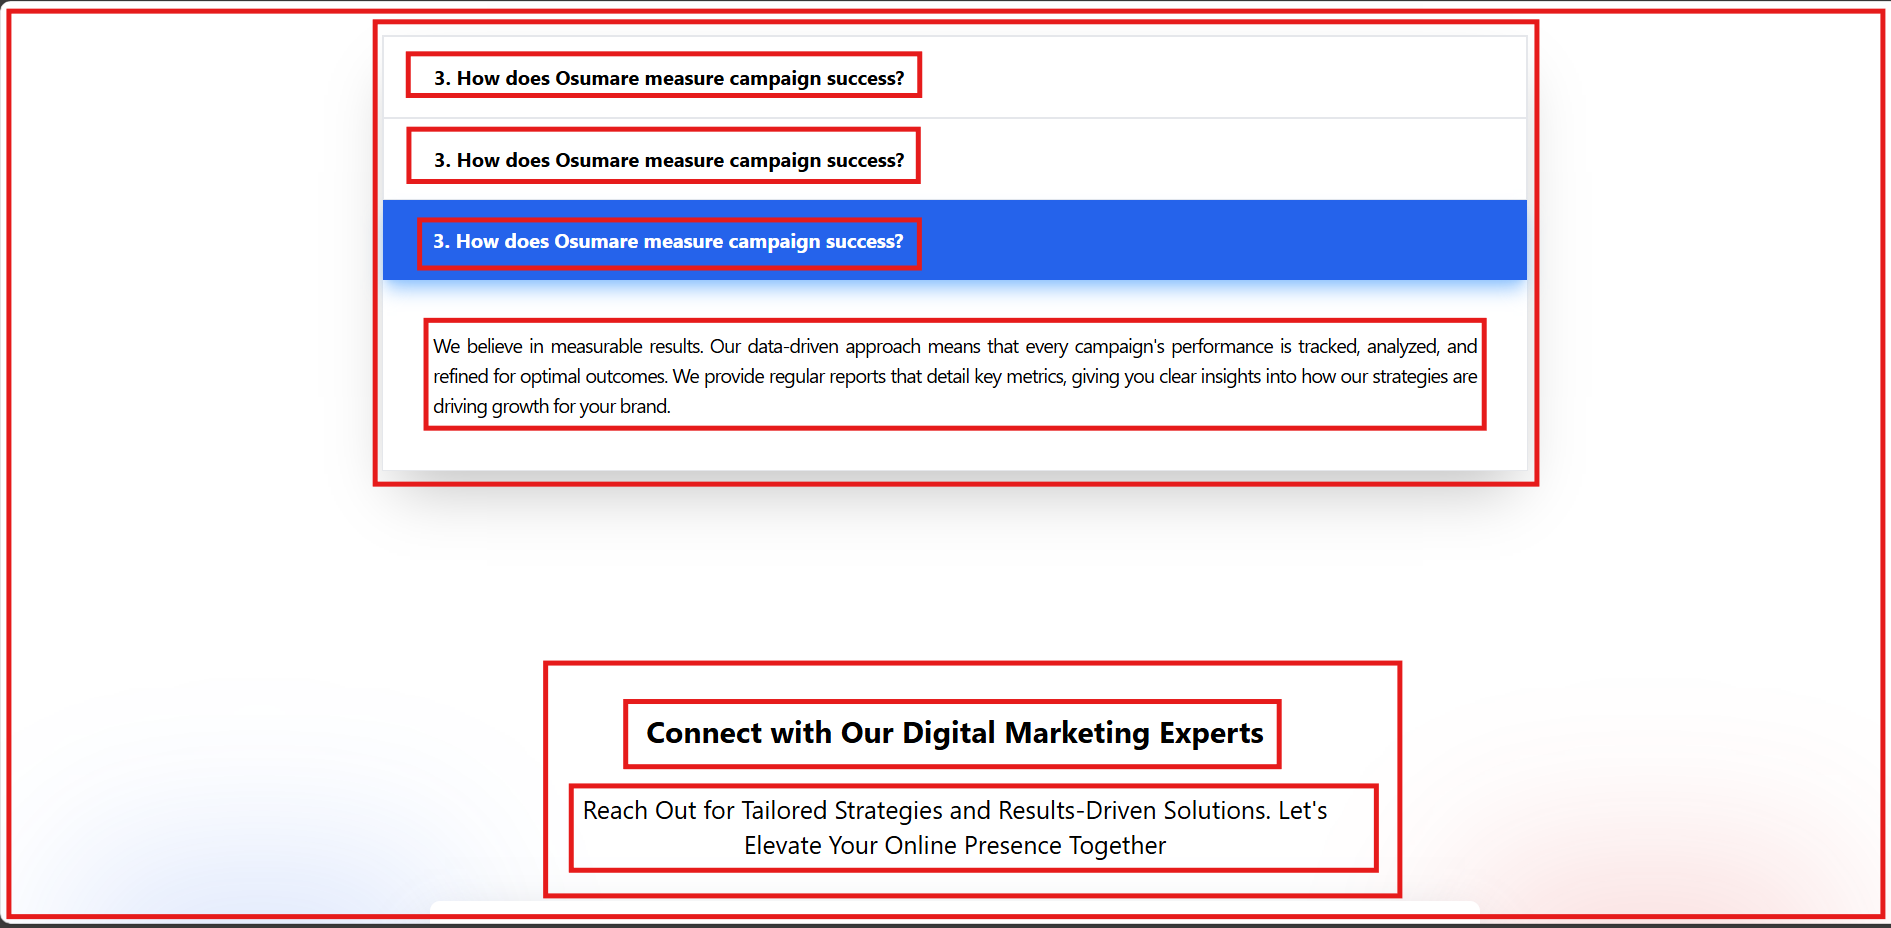 3. How does Osumare measure campaign success?
3. How does Osumare measure campaign success?
3. How does Osumare measure campaign success?
We believe in measurable results. Our data-driven approach means that every campaign's performance is tracked, analyzed, and
refined for optimal outcomes. We provide regular reports that detail key metrics, giving you clear insights into how our strategies are
driving growth for your brand.
Connect with Our Digital Marketing Experts
Reach Out for Tailored Strategies and Results-Driven Solutions. Let's
Elevate Your Online Presence Together